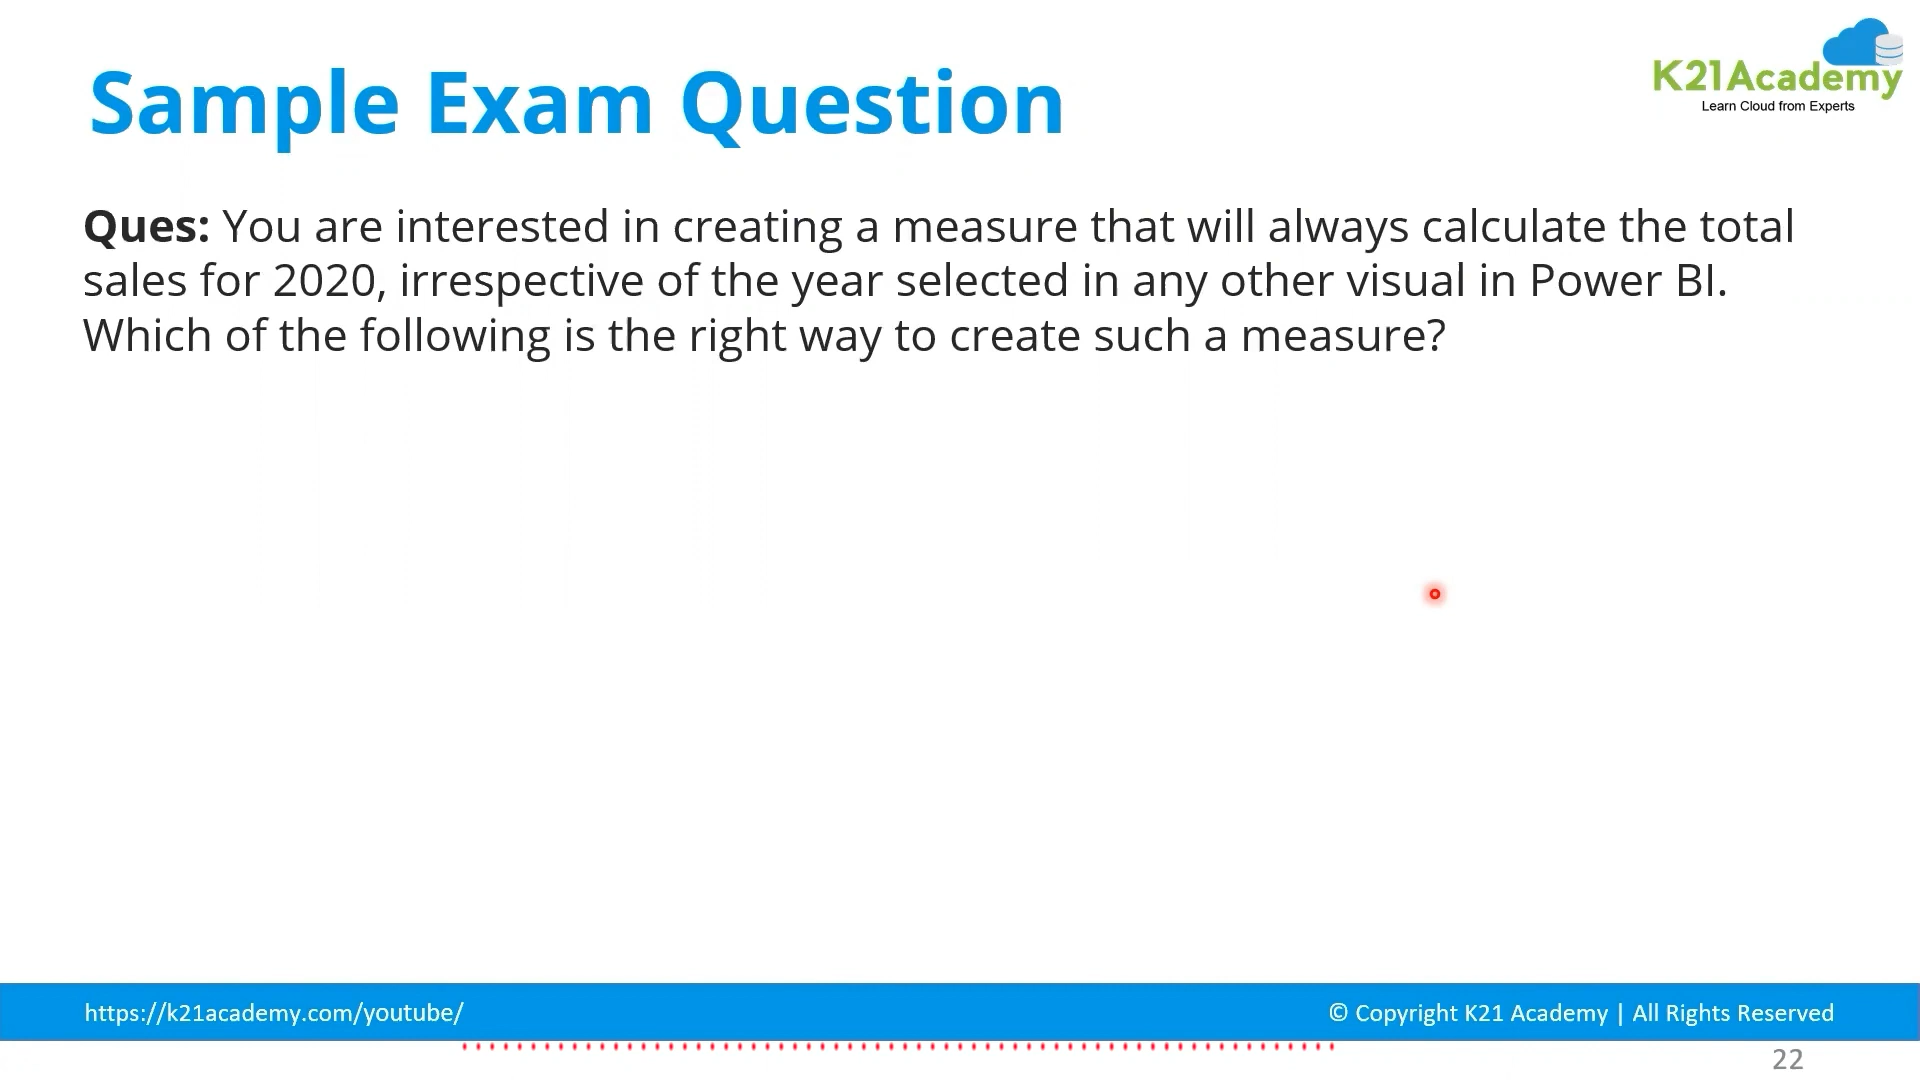 Sample Exam Question
K21Academy
Learn Cloud from Experts
Ques: You are interested in creating a measure that will always calculate the total
sales for 2020, irrespective of the year selected in any other visual in Power BI.
Which of the following is the right way to create such a measure?
https://k21academy.com/youtube/
© Copyright K21 Academy | All Rights Reserved
22